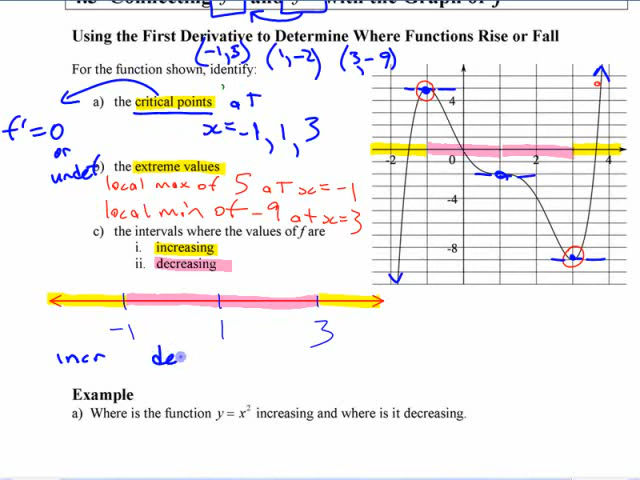 4.3 Connecting f' and f'' with the Graph of f
Using the First Derivative to Determine Where Functions Rise or Fall
(-1,5) (1,-2) (3,-9)
For the function shown, identify:
a) the critical points at
f'=0 x=-1, 1, 3
or
undef
b) the extreme values
local max of 5 at x=-1
local min of -9 at x=3
c) the intervals where the values of f are
i. increasing
ii. decreasing
-1 1 3
incr de
4
-2 0 2 4
-4
-8
Example
a) Where is the function y = x² increasing and where is it decreasing.